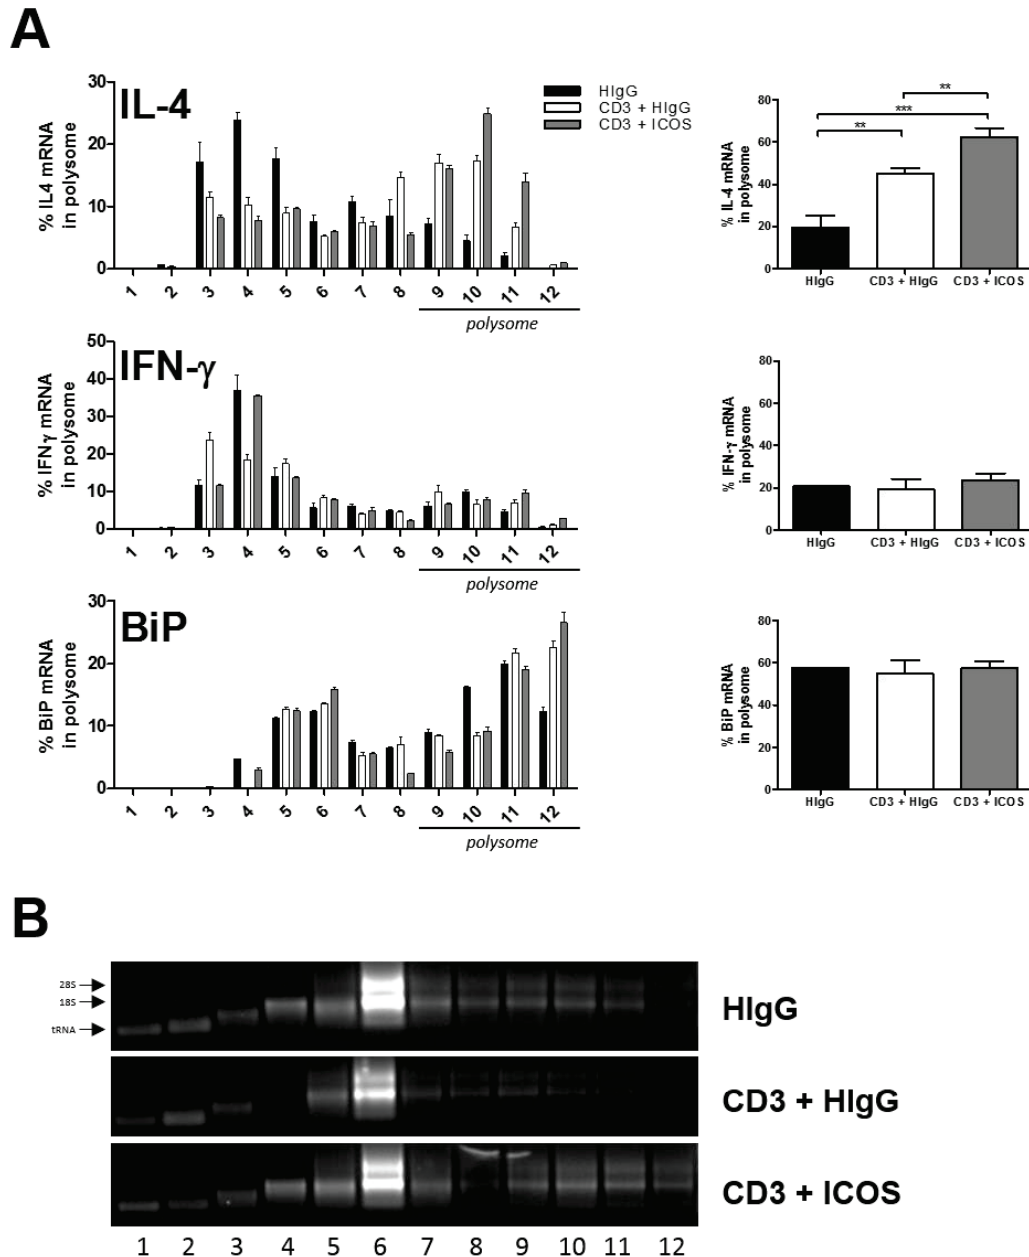 A
IL-4
% IL4 mRNA
in polysome
30
20
10
0
1 2 3 4 5 6 7 8 9 10 11 12
polysome
HIgG
CD3 + HIgG
CD3 + ICOS
% IL-4 mRNA
in polysome
80
60
40
20
0
**
***
**
HIgG CD3 + HIgG CD3 + ICOS
IFN-γ
% IFNγ mRNA
in polysome
50
40
30
20
10
0
1 2 3 4 5 6 7 8 9 10 11 12
polysome
% IFN-γ mRNA
in polysome
80
60
40
20
0
HIgG CD3 + HIgG CD3 + ICOS
BiP
% BiP mRNA
in polysome
30
20
10
0
1 2 3 4 5 6 7 8 9 10 11 12
polysome
% BiP mRNA
in polysome
80
60
40
20
0
HIgG CD3 + HIgG CD3 + ICOS
B
28S
18S
tRNA
HIgG
CD3 + HIgG
CD3 + ICOS
1 2 3 4 5 6 7 8 9 10 11 12